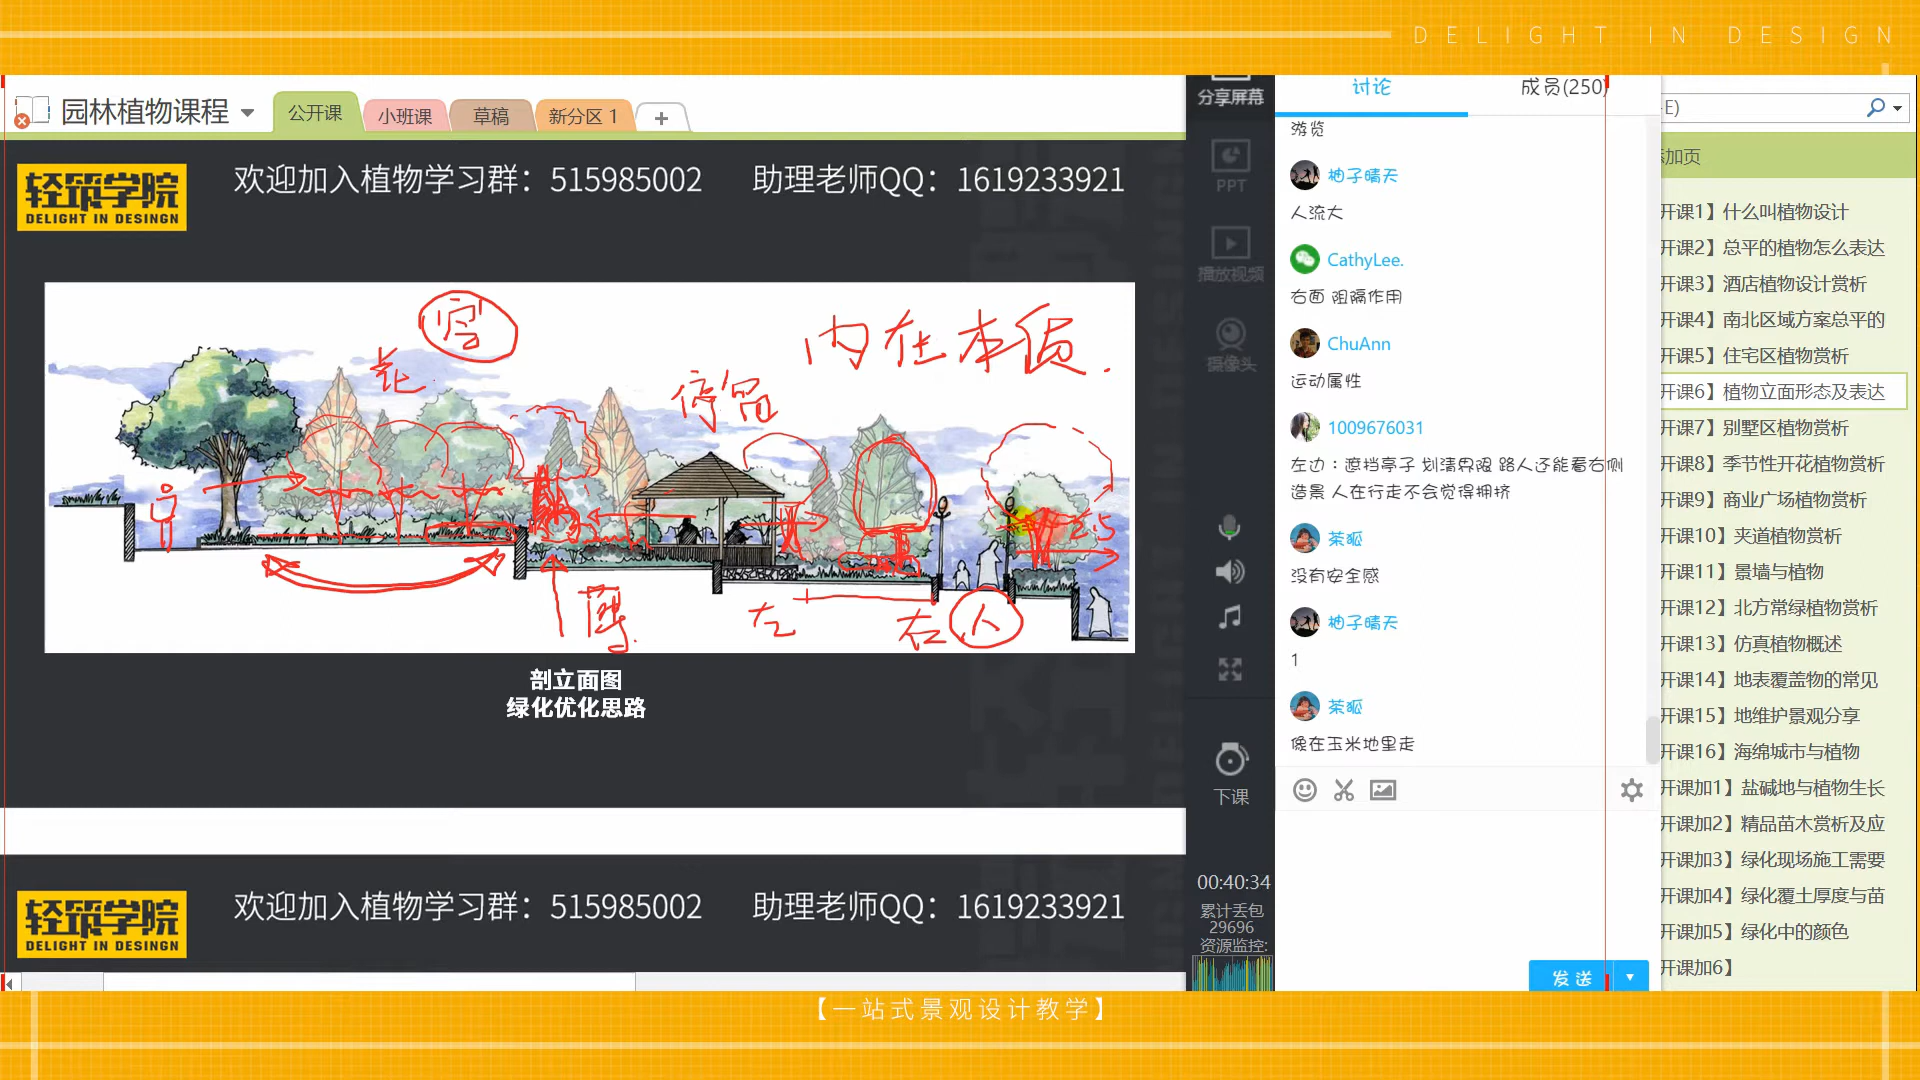 DELIGHT IN DESIGN
园林植物课程
公开课
小班课
草稿
新分区 1
轻筑学院
DELIGHT IN DESINGN
欢迎加入植物学习群：515985002
助理老师QQ：1619233921
内在本质.
停留
左
右
人
2.5
剖立面图
绿化优化思路
轻筑学院
DELIGHT IN DESINGN
欢迎加入植物学习群：515985002
助理老师QQ：1619233921
分享屏幕
PPT
播放视频
摄像头
下课
00:40:34
累计丢包
29696
资源监控:
讨论
成员(250)
游览
柚子晴天
人流大
CathyLee.
右面 阻隔作用
ChuAnn
运动属性
1009676031
左边：遮挡亭子 划清界限 路人还能看右侧
造景 人在行走不会觉得拥挤
茶呱
没有安全感
柚子晴天
1
茶呱
像在玉米地里走
发送
E)
加页
开课1】什么叫植物设计
开课2】总平的植物怎么表达
开课3】酒店植物设计赏析
开课4】南北区域方案总平的
开课5】住宅区植物赏析
开课6】植物立面形态及表达
开课7】别墅区植物赏析
开课8】季节性开花植物赏析
开课9】商业广场植物赏析
开课10】夹道植物赏析
开课11】景墙与植物
开课12】北方常绿植物赏析
开课13】仿真植物概述
开课14】地表覆盖物的常见
开课15】地维护景观分享
开课16】海绵城市与植物
开课加1】盐碱地与植物生长
开课加2】精品苗木赏析及应
开课加3】绿化现场施工需要
开课加4】绿化覆土厚度与苗
开课加5】绿化中的颜色
开课加6】
【一站式景观设计教学】